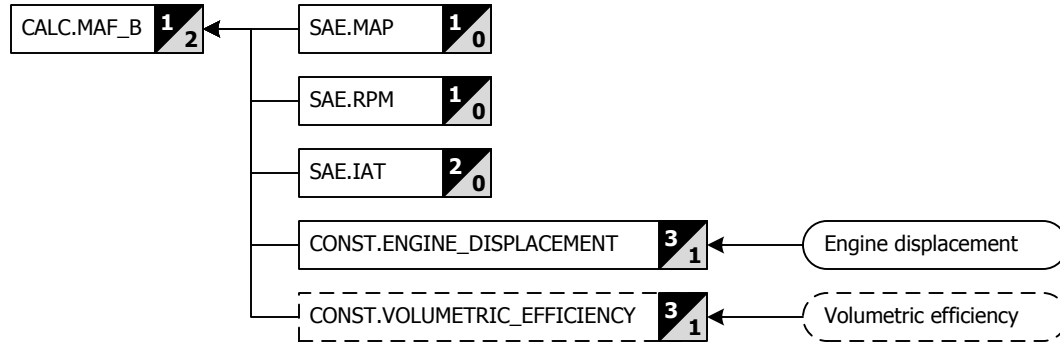 CALC.MAF_B 1 2 SAE.MAP 1 0
SAE.RPM 1 0
SAE.IAT 2 0
CONST.ENGINE_DISPLACEMENT 3 1 Engine displacement
CONST.VOLUMETRIC_EFFICIENCY 3 1 Volumetric efficiency